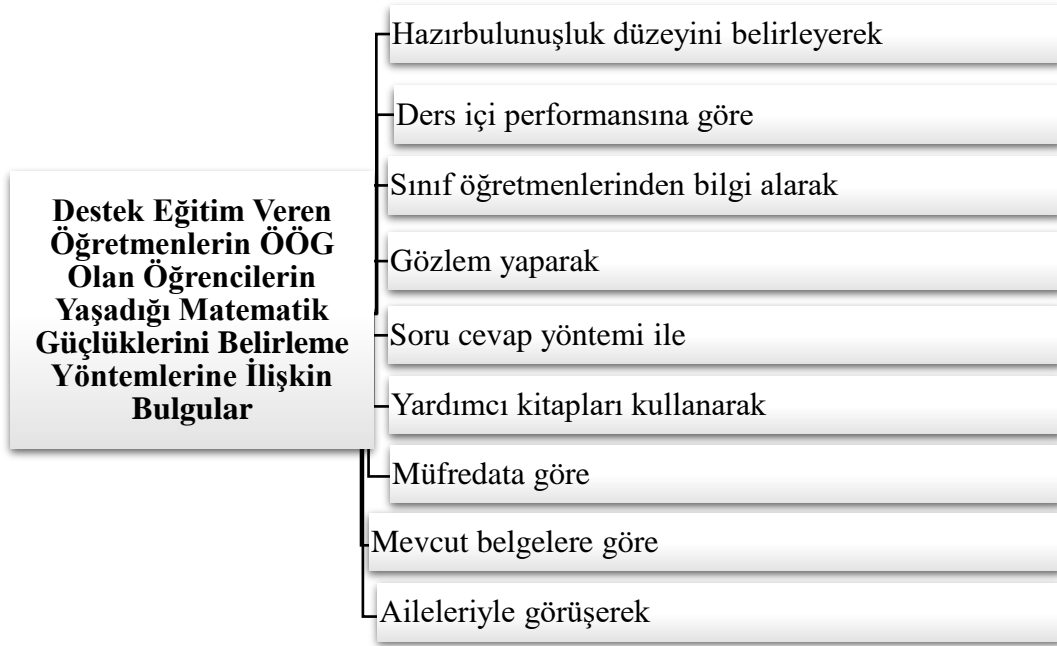 Destek Eğitim Veren
Öğretmenlerin ÖÖG
Olan Öğrencilerin
Yaşadığı Matematik
Güçlüklerini Belirleme
Yöntemlerine İlişkin
Bulgular
Hazırbulunuşluk düzeyini belirleyerek
Ders içi performansına göre
Sınıf öğretmenlerinden bilgi alarak
Gözlem yaparak
Soru cevap yöntemi ile
Yardımcı kitapları kullanarak
Müfredata göre
Mevcut belgelere göre
Aileleriyle görüşerek